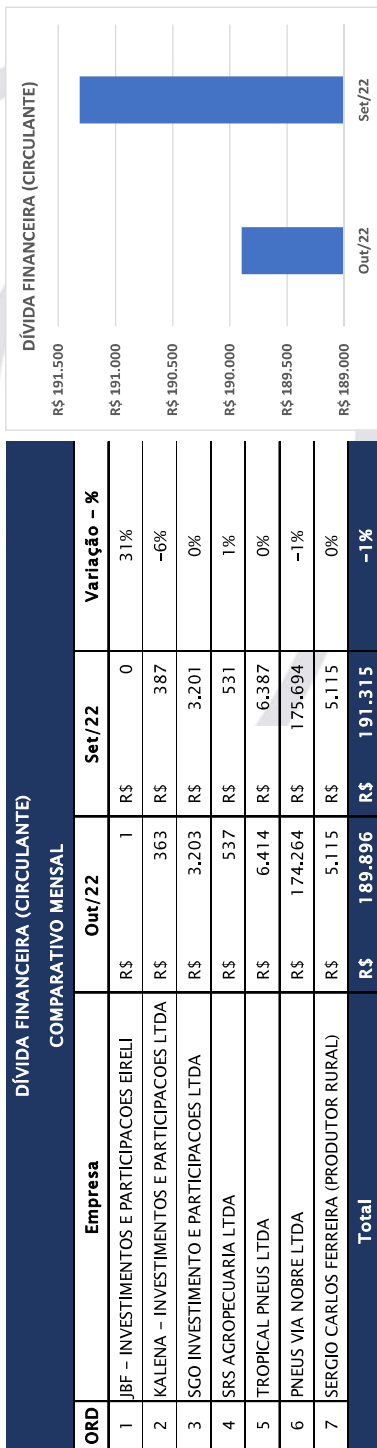 DÍVIDA FINANCEIRA (CIRCULANTE)
COMPARATIVO MENSAL
ORD Empresa Out/22 Set/22 Variação - %
1 JBF - INVESTIMENTOS E PARTICIPACOES EIRELI R$ 1 R$ 0 31%
2 KALENA - INVESTIMENTOS E PARTICIPACOES LTDA R$ 363 R$ 387 -6%
3 SGO INVESTIMENTO E PARTICIPACOES LTDA R$ 3.203 R$ 3.201 0%
4 SRS AGROPECUARIA LTDA R$ 537 R$ 531 1%
5 TROPICAL PNEUS LTDA R$ 6.414 R$ 6.387 0%
6 PNEUS VIA NOBRE LTDA R$ 174.264 R$ 175.694 -1%
7 SERGIO CARLOS FERREIRA (PRODUTOR RURAL) R$ 5.115 R$ 5.115 0%
Total R$ 189.896 R$ 191.315 -1%
DÍVIDA FINANCEIRA (CIRCULANTE)
R$ 191.500
R$ 191.000
R$ 190.500
R$ 190.000
R$ 189.500
R$ 189.000
Out/22 Set/22